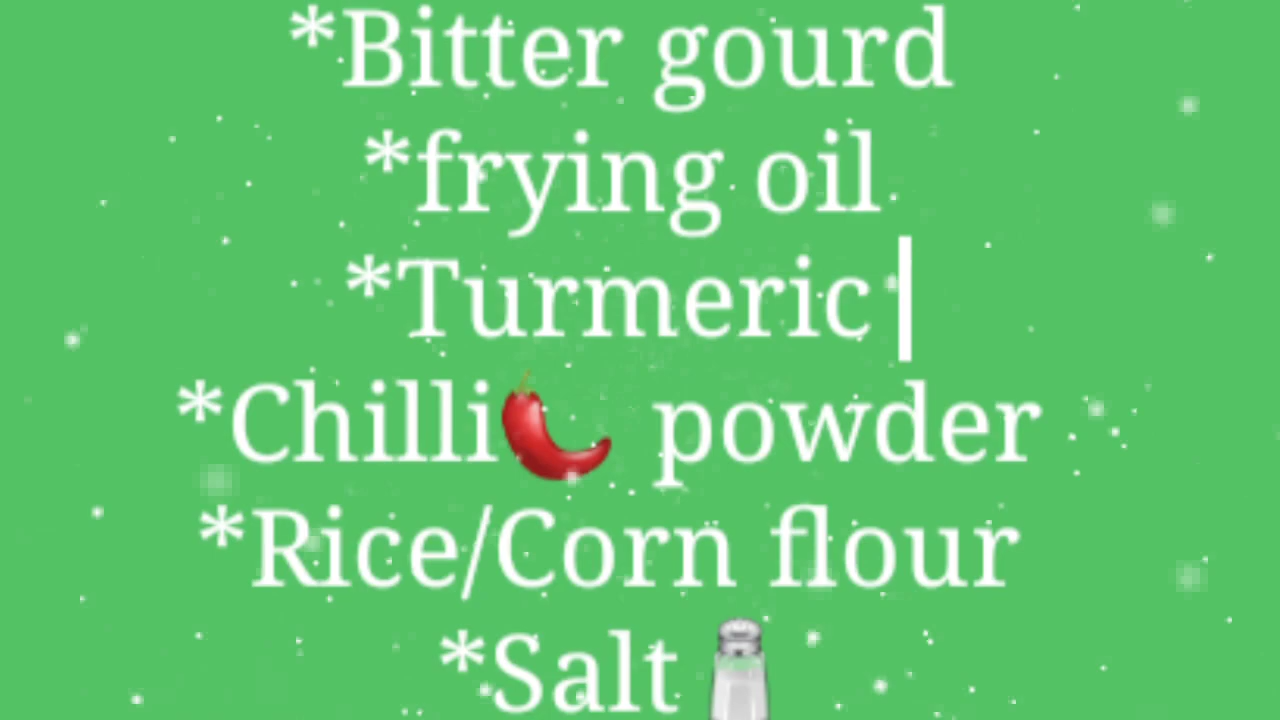 *Bitter gourd
*frying oil
*Turmeric
*Chilli🌶 powder
*Rice/Corn flour
*Salt 🧂